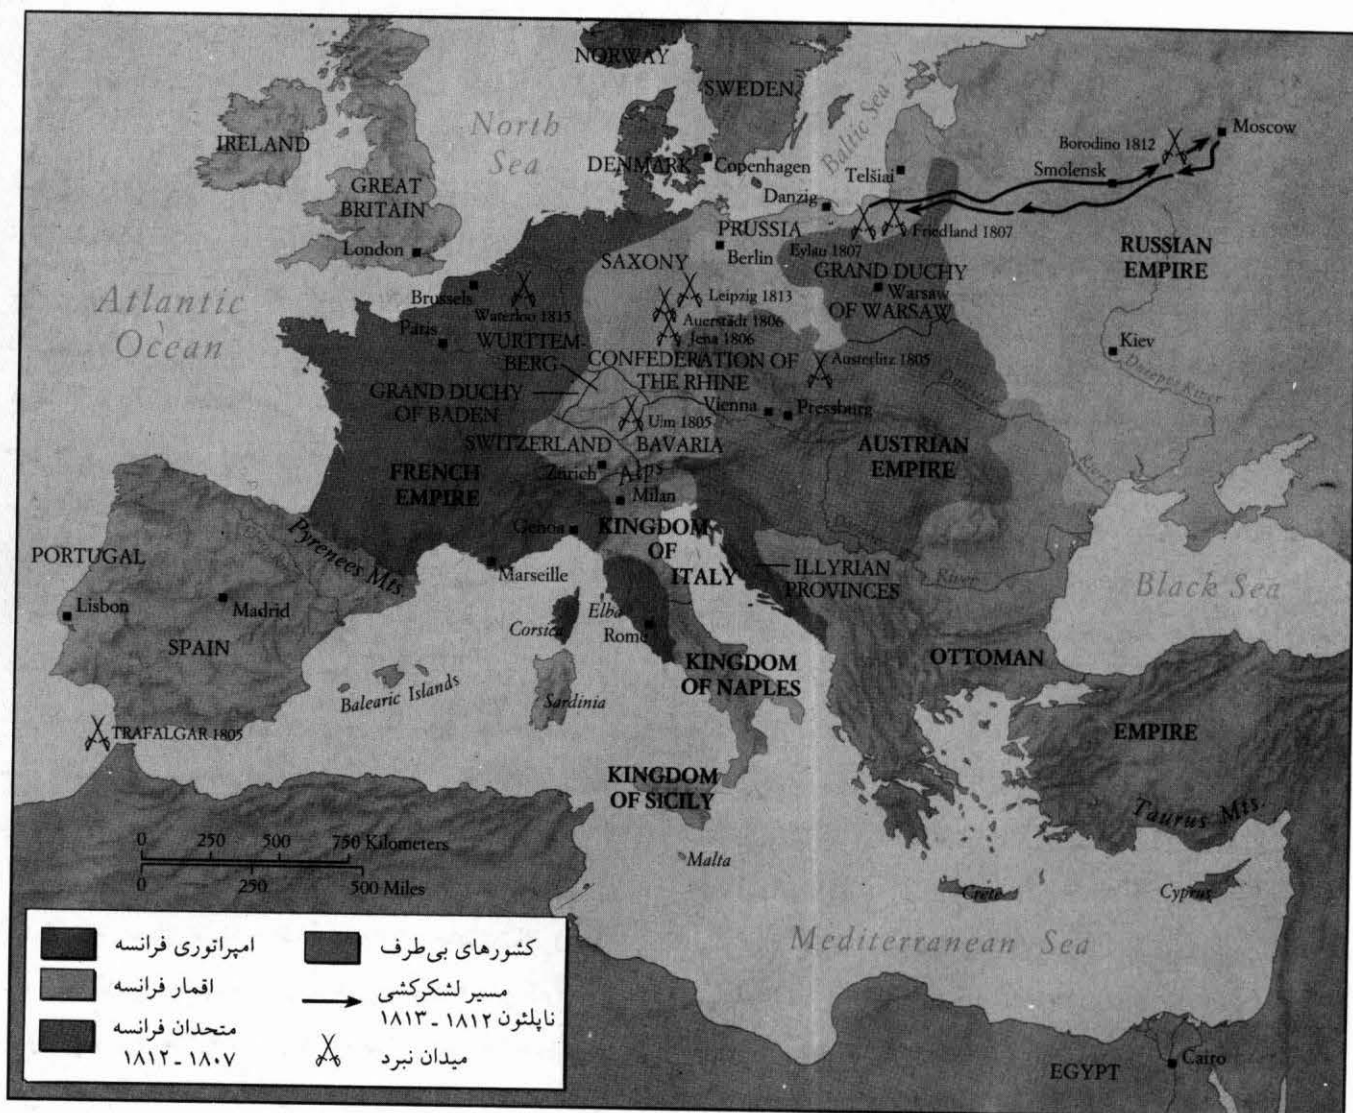 NORWAY
SWEDEN
North
Sea
Baltic Sea
IRELAND
DENMARK
Copenhagen
Borodino 1812
Moscow
Smolensk
Telšiai
GREAT
BRITAIN
Danzig
London
PRUSSIA
Berlin
Eylau 1807
Friedland 1807
RUSSIAN
EMPIRE
SAXONY
GRAND DUCHY
OF WARSAW
Warsaw
Atlantic
Ocean
Brussels
Waterloo 1815
Leipzig 1813
Auerstädt 1806
Jena 1806
Paris
WURTTEM-
BERG
CONFEDERATION OF
THE RHINE
Austerlitz 1805
Kiev
Dnieper River
GRAND DUCHY
OF BADEN
Vienna
Pressburg
Ulm 1805
SWITZERLAND
BAVARIA
AUSTRIAN
EMPIRE
River
FRENCH
EMPIRE
Zurich
Alps
Milan
Genoa
KINGDOM
OF
ITALY
PORTUGAL
Pyrenees Mts.
Marseille
ILLYRIAN
PROVINCES
River
Black Sea
Lisbon
Madrid
SPAIN
Corsica
Elba
Rome
OTTOMAN
EMPIRE
KINGDOM
OF NAPLES
Balearic Islands
Sardinia
TRAFALGAR 1805
KINGDOM
OF SICILY
Taurus Mts.
0 250 500 750 Kilometers
0 250 500 Miles
Malta
Crete
Cyprus
Mediterranean Sea
EGYPT
Cairo
امپراتوری فرانسه
اقمار فرانسه
متحدان فرانسه
۱۸۰۷ ـ ۱۸۱۲
کشورهای بی‌طرف
مسیر لشکرکشی
ناپلئون ۱۸۱۲ ـ ۱۸۱۳
میدان نبرد